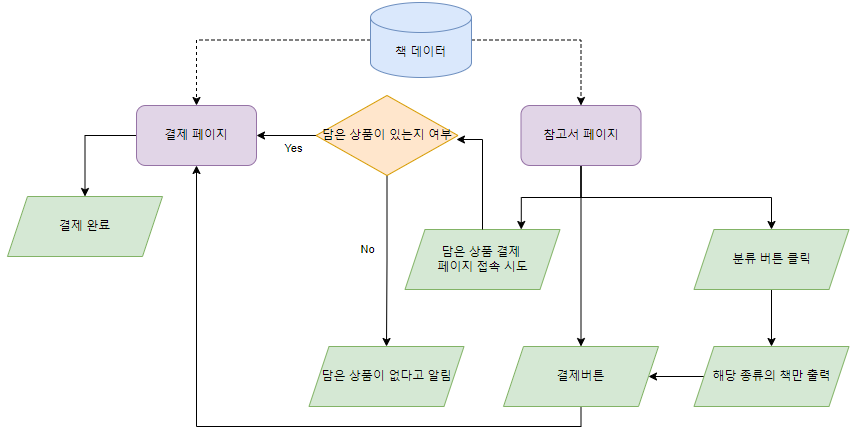 책 데이터
결제 페이지
담은 상품이 있는지 여부
참고서 페이지
Yes
결제 완료
No
담은 상품 결제
페이지 접속 시도
분류 버튼 클릭
담은 상품이 없다고 알림
결제버튼
해당 종류의 책만 출력